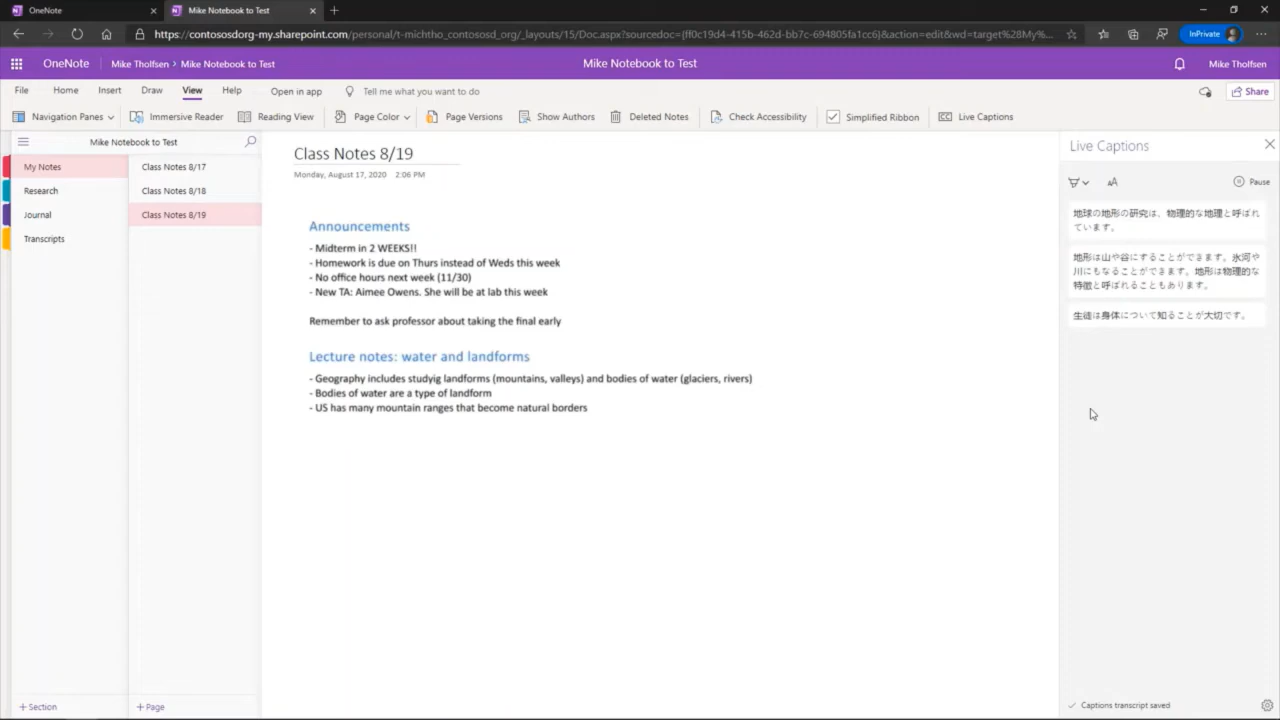 OneNote
Mike Notebook to Test
https://contososdorg-my.sharepoint.com/personal/t-michtho_contososd_org/_layouts/15/Doc.aspx?sourcedoc={ff0c19d4-415b-462d-bb7c-694805fa1cc6}&action=edit&wd=target%28My%...
InPrivate
OneNote
Mike Tholfsen > Mike Notebook to Test
Mike Notebook to Test
Mike Tholfsen
File Home Insert Draw View Help Open in app Tell me what you want to do
Share
Navigation Panes Immersive Reader Reading View Page Color Page Versions Show Authors Deleted Notes Check Accessibility Simplified Ribbon Live Captions
Mike Notebook to Test
My Notes
Research
Journal
Transcripts
Class Notes 8/17
Class Notes 8/18
Class Notes 8/19
+ Section
+ Page
Class Notes 8/19
Monday, August 17, 2020 2:06 PM
Announcements
- Midterm in 2 WEEKS!!
- Homework is due on Thurs instead of Weds this week
- No office hours next week (11/30)
- New TA: Aimee Owens. She will be at lab this week
Remember to ask professor about taking the final early
Lecture notes: water and landforms
- Geography includes studyig landforms (mountains, valleys) and bodies of water (glaciers, rivers)
- Bodies of water are a type of landform
- US has many mountain ranges that become natural borders
Live Captions
Pause
地球の地形の研究は、物理的な地理と呼ばれ
ています。
地形は山や谷にすることができます。氷河や
川にもなることができます。地形は物理的な
特徴と呼ばれることもあります。
生徒は身体について知ることが大切です。
Captions transcript saved